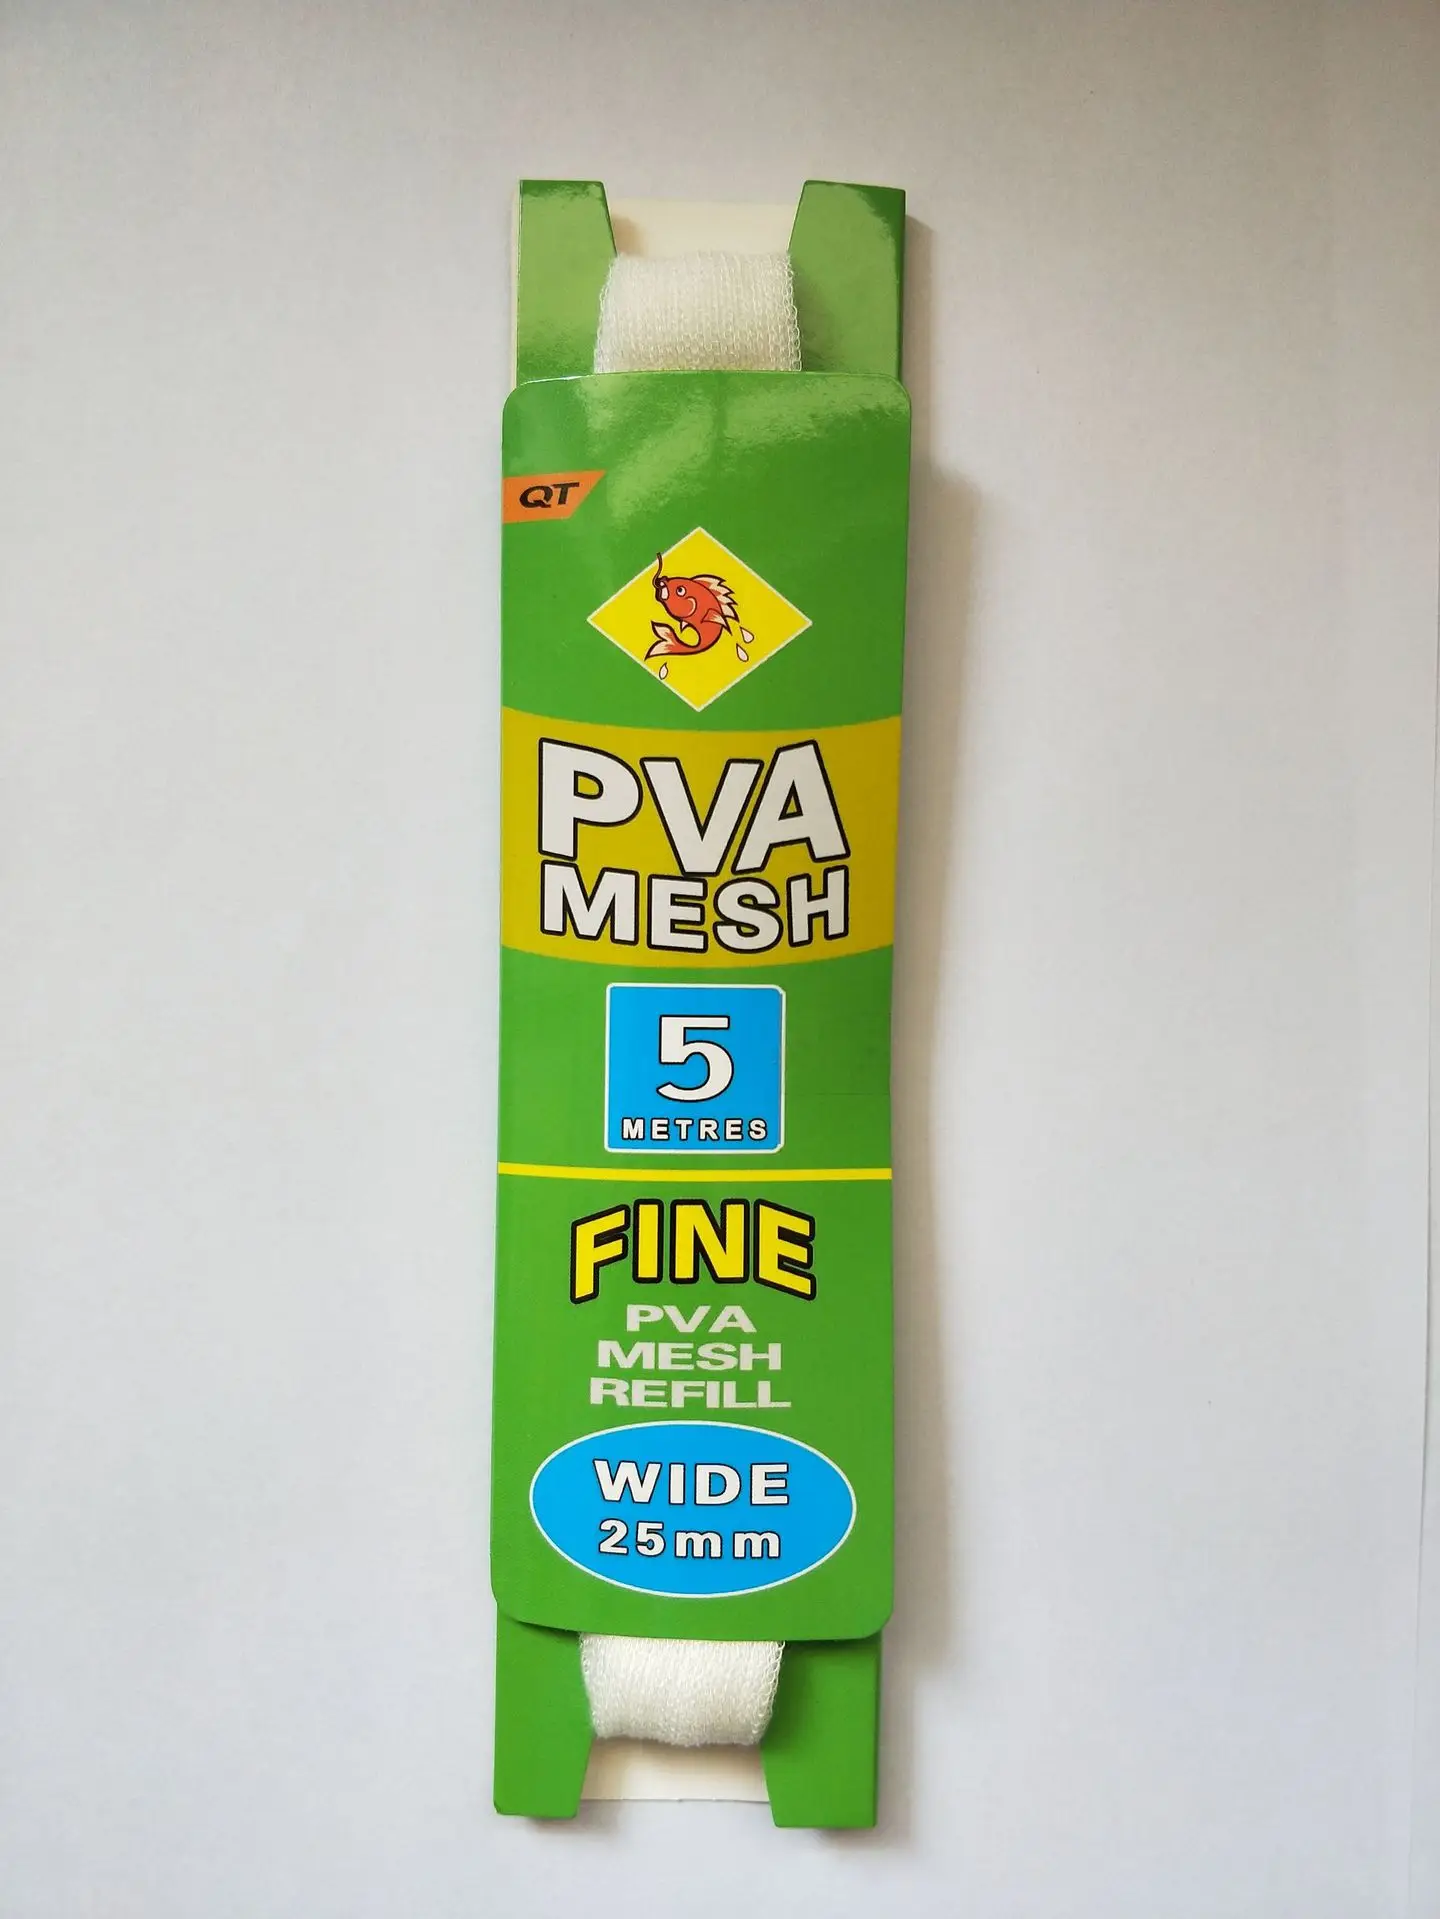 QT
PVA
MESH
5
METRES
FINE
PVA
MESH
REFILL
WIDE
25mm